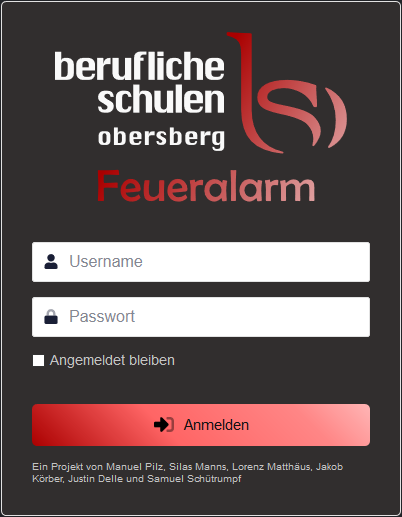 berufliche
schulen
obersberg
Feueralarm
Username
Passwort
Angemeldet bleiben
Anmelden
Ein Projekt von Manuel Pilz, Silas Manns, Lorenz Matthäus, Jakob
Körber, Justin Delle und Samuel Schütrumpf